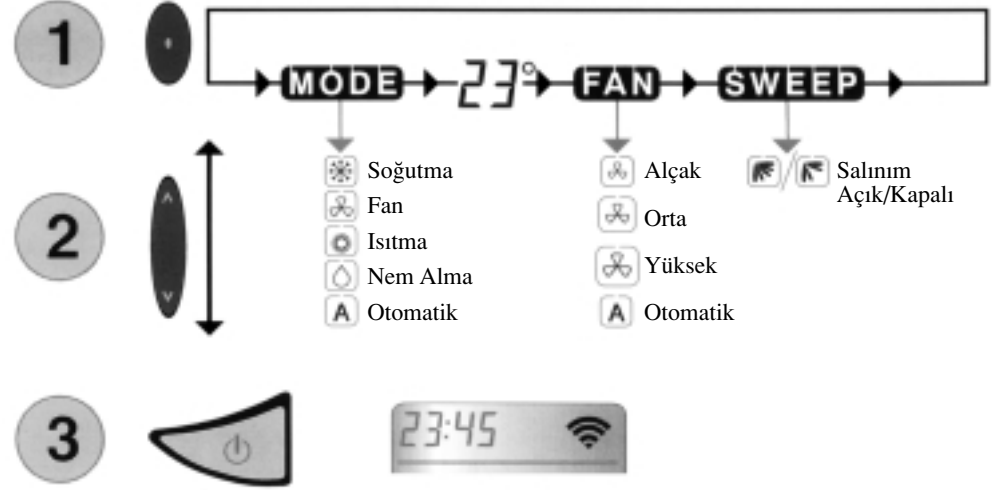 1
MODE 23° FAN SWEEP
2
Soğutma
Fan
Isıtma
Nem Alma
A Otomatik
Alçak
Orta
Yüksek
A Otomatik
Salınım
Açık/Kapalı
3
23:45